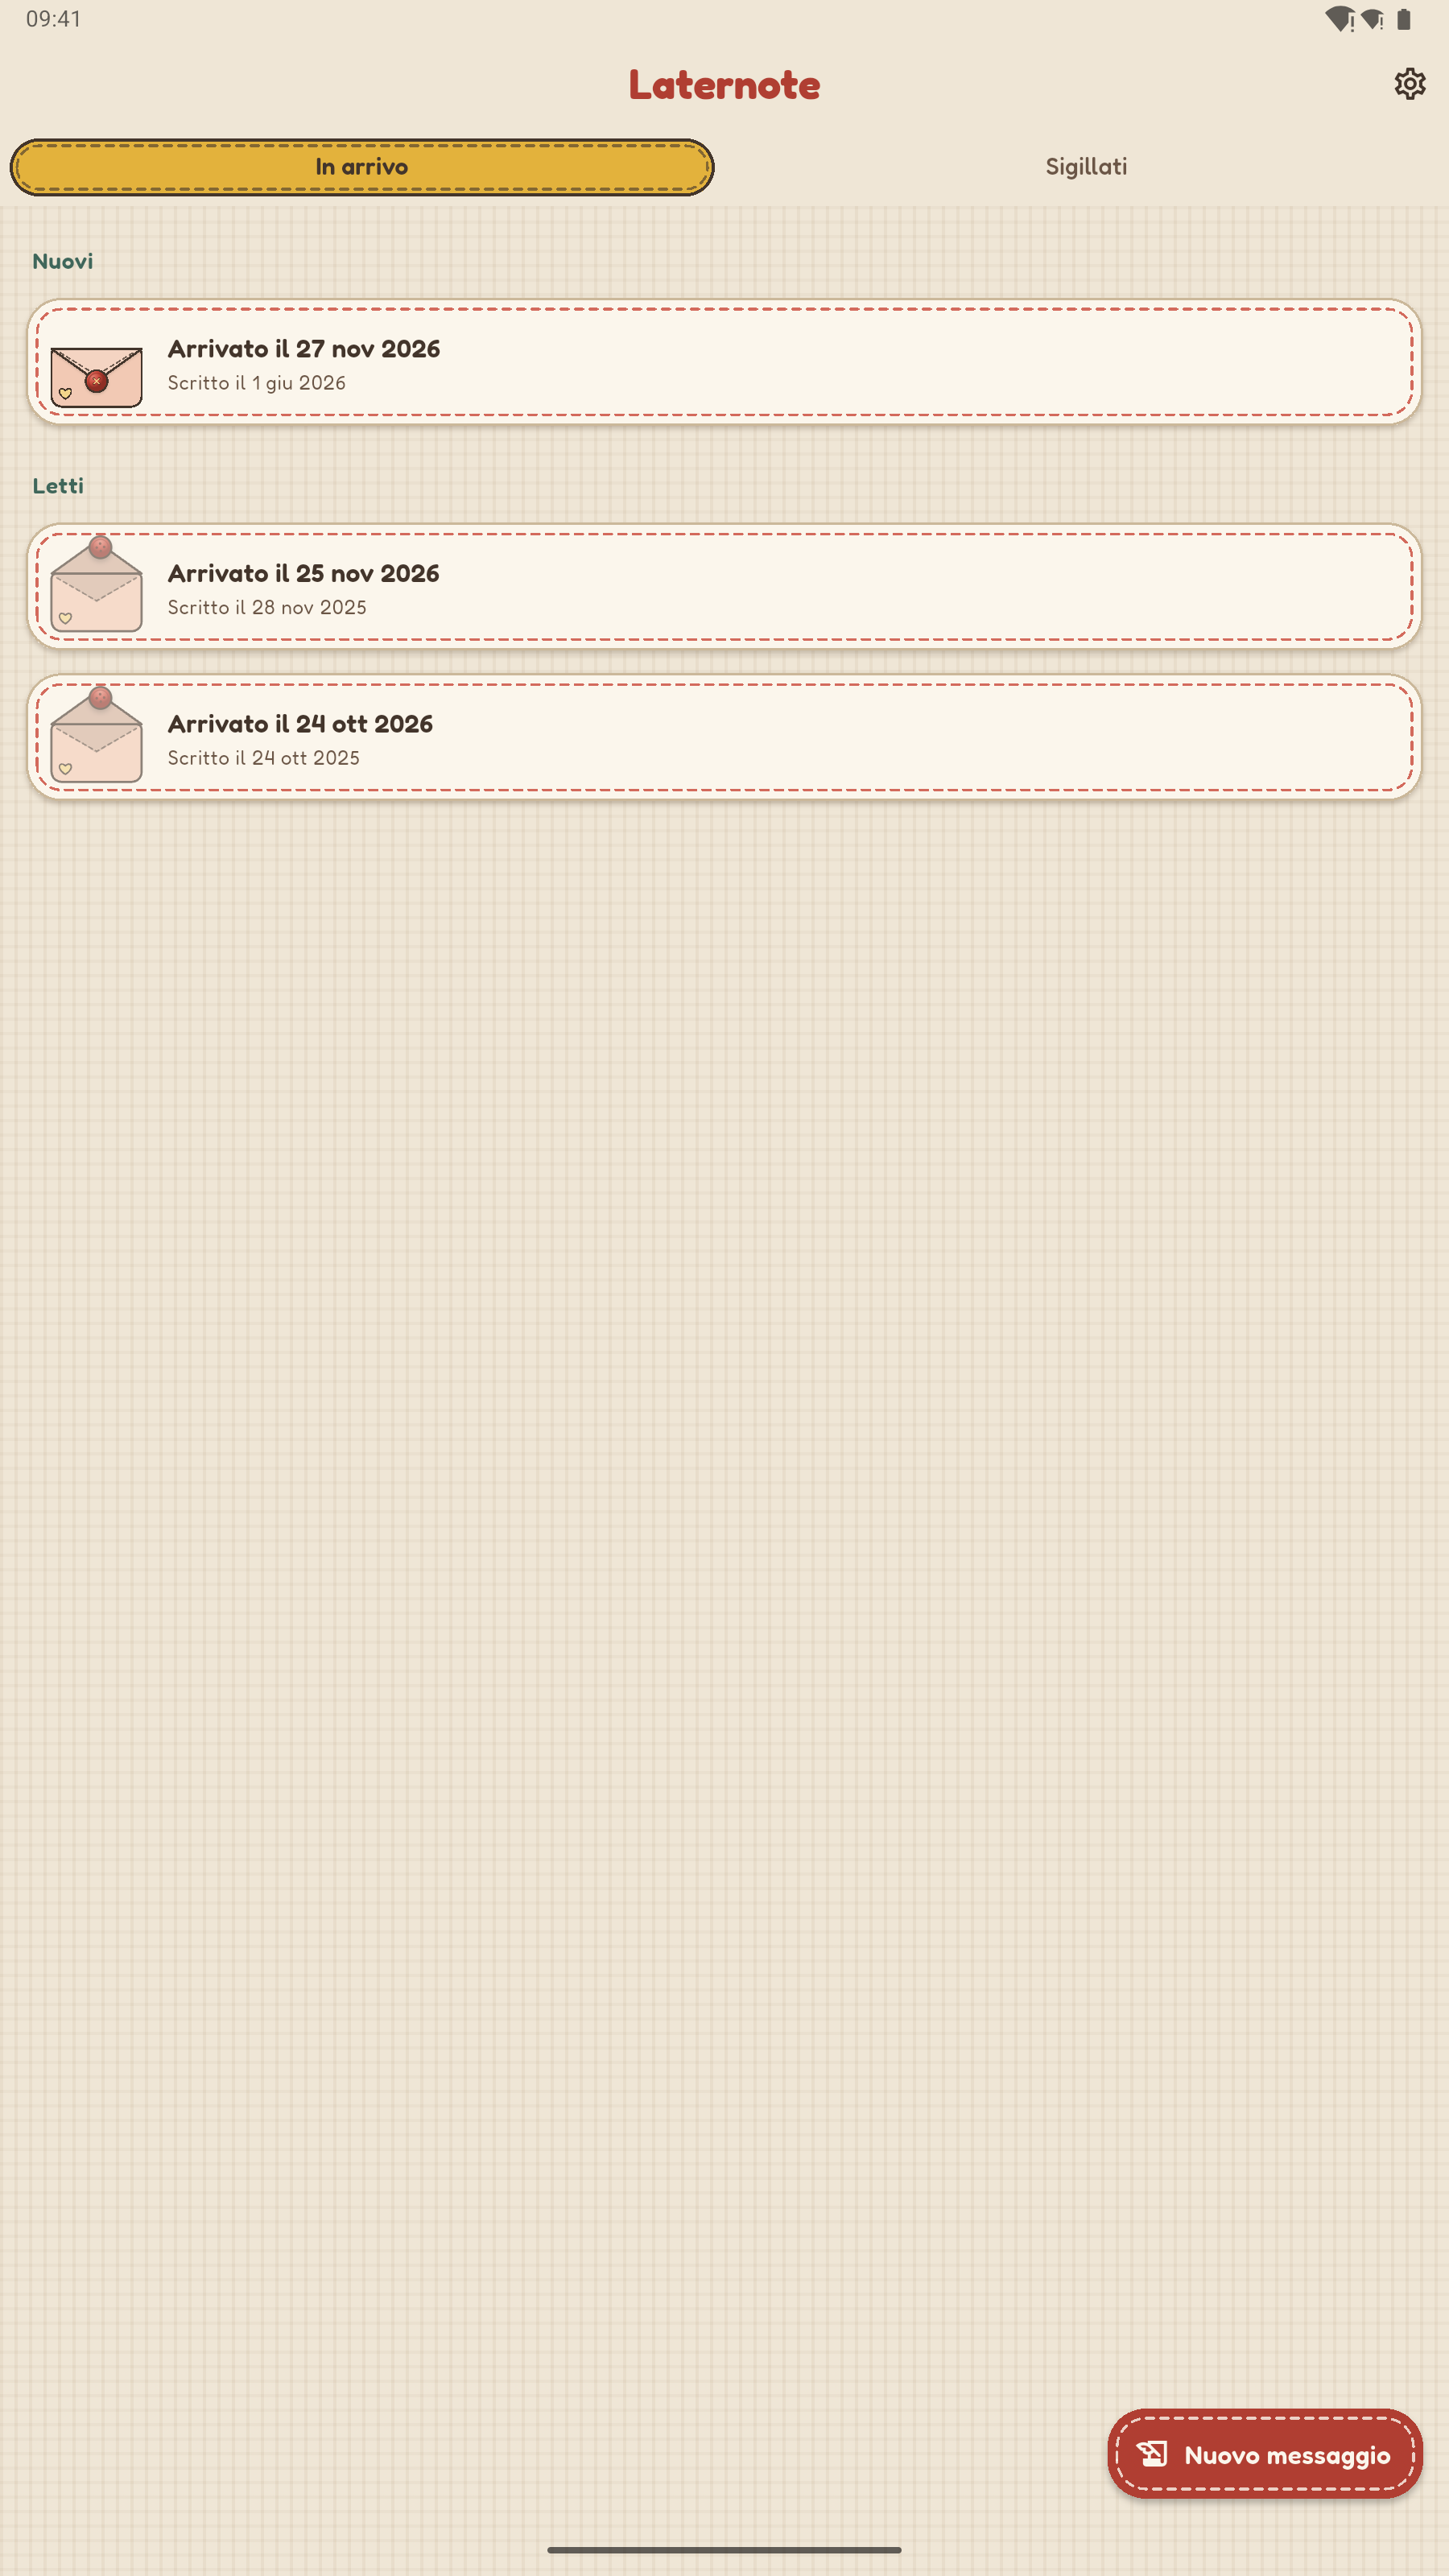 09:41
Laternote
In arrivo
Sigillati
Nuovi
Arrivato il 27 nov 2026
Scritto il 1 giu 2026
Letti
Arrivato il 25 nov 2026
Scritto il 28 nov 2025
Arrivato il 24 ott 2026
Scritto il 24 ott 2025
Nuovo messaggio